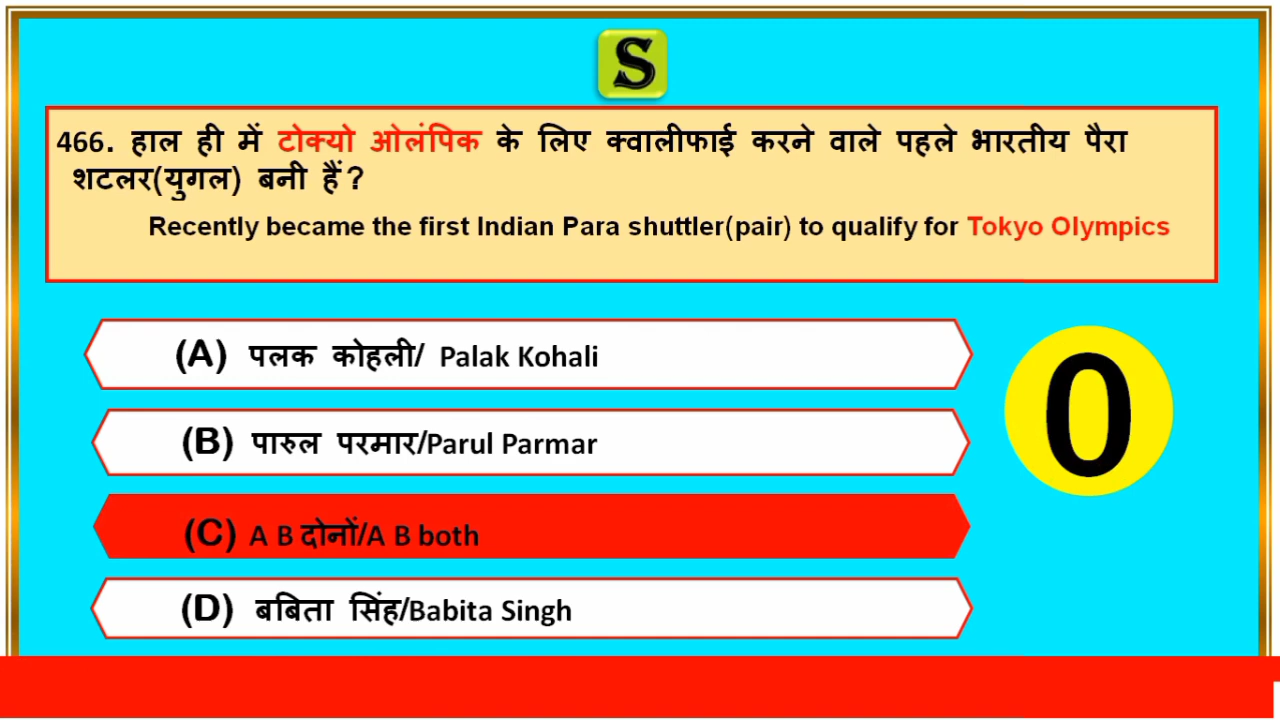 S
466. हाल ही में टोक्यो ओलंपिक के लिए क्वालीफाई करने वाले पहले भारतीय पैरा
शटलर(युगल) बनी हैं ?
Recently became the first Indian Para shuttler(pair) to qualify for Tokyo Olympics
(A) पलक कोहली/ Palak Kohali
(B) पारुल परमार/Parul Parmar
(C) A B दोनों/A B both
(D) बबिता सिंह/Babita Singh
0